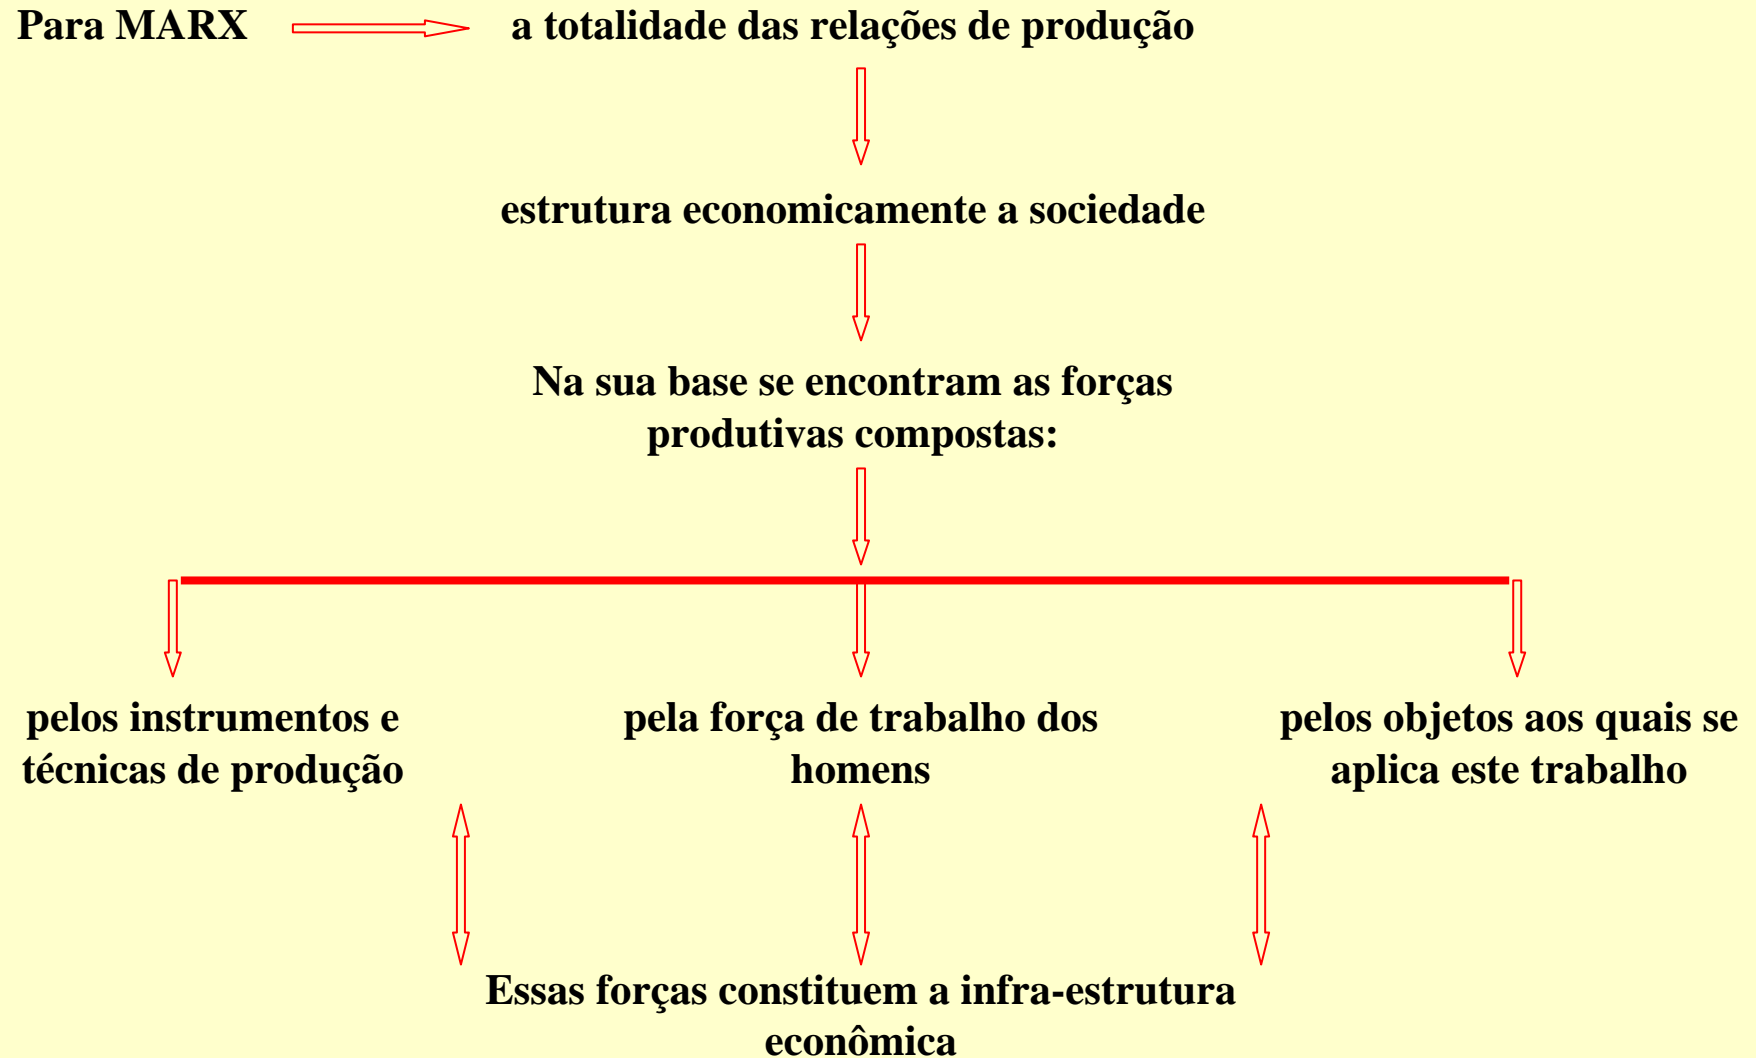 Para MARX a totalidade das relações de produção
estrutura economicamente a sociedade
Na sua base se encontram as forças
produtivas compostas:
pelos instrumentos e
técnicas de produção
pela força de trabalho dos
homens
pelos objetos aos quais se
aplica este trabalho
Essas forças constituem a infra-estrutura
econômica